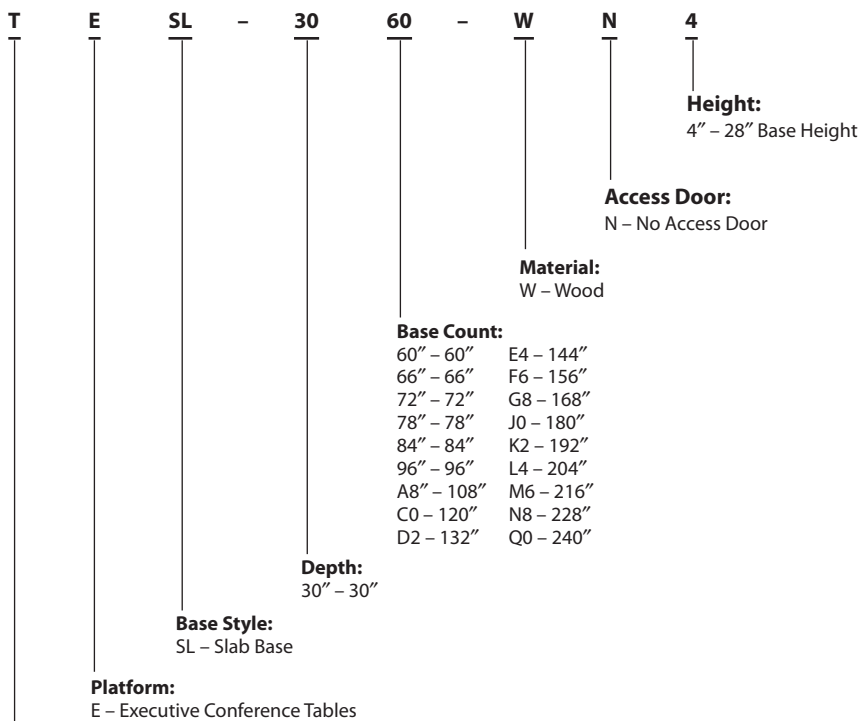 T E SL – 30 60 – W N 4
Height:
4″ – 28″ Base Height
Access Door:
N – No Access Door
Material:
W – Wood
Base Count:
60″ – 60″ E4 – 144″
66″ – 66″ F6 – 156″
72″ – 72″ G8 – 168″
78″ – 78″ J0 – 180″
84″ – 84″ K2 – 192″
96″ – 96″ L4 – 204″
A8″ – 108″ M6 – 216″
C0 – 120″ N8 – 228″
D2 – 132″ Q0 – 240″
Depth:
30″ – 30″
Base Style:
SL – Slab Base
Platform:
E – Executive Conference Tables